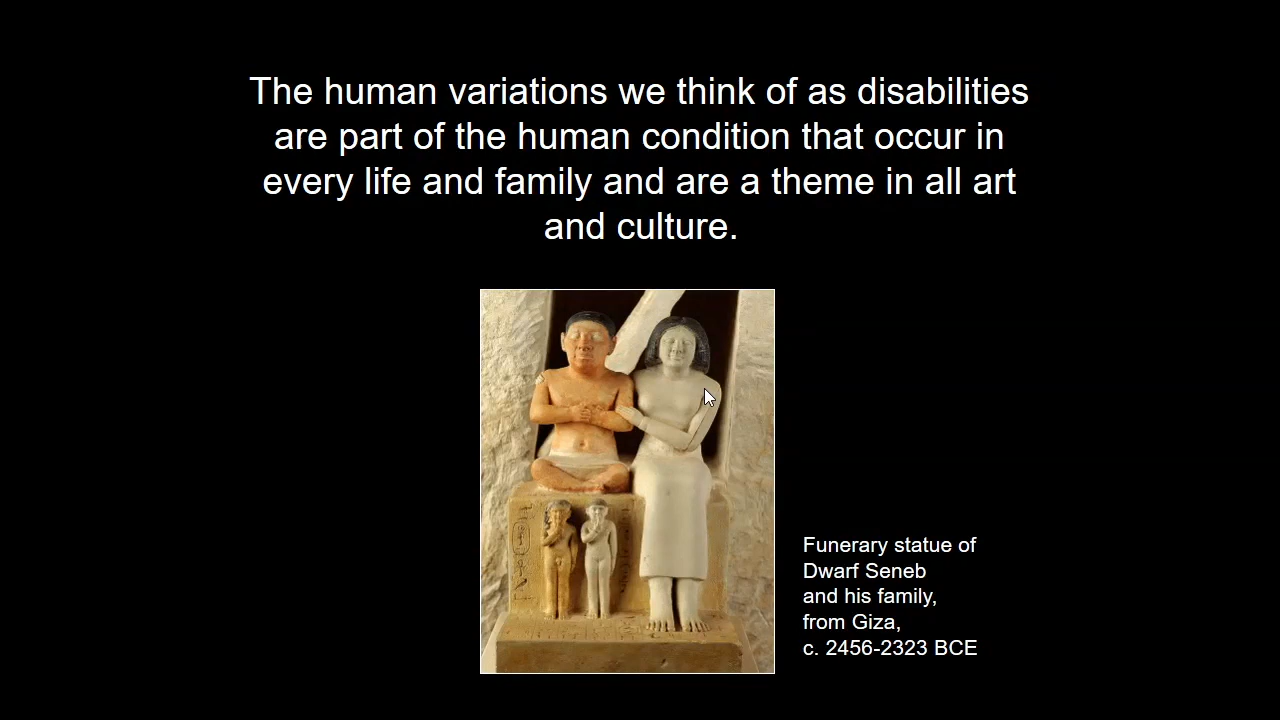 The human variations we think of as disabilities
are part of the human condition that occur in
every life and family and are a theme in all art
and culture.
Funerary statue of
Dwarf Seneb
and his family,
from Giza,
c. 2456-2323 BCE